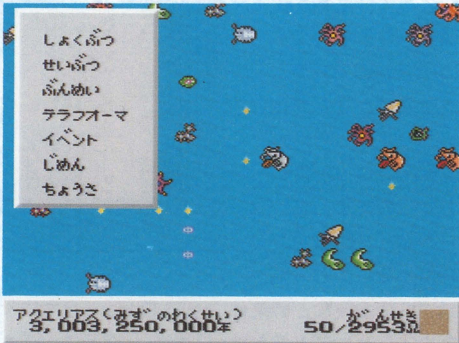 しょくぶつ
せいぶつ
ぶんめい
テラフオーマ
イベント
じめん
ちょうさ
アクエリアス(みず゛のわくせい) がんせき
3,003,250,000年 50/2953Ω